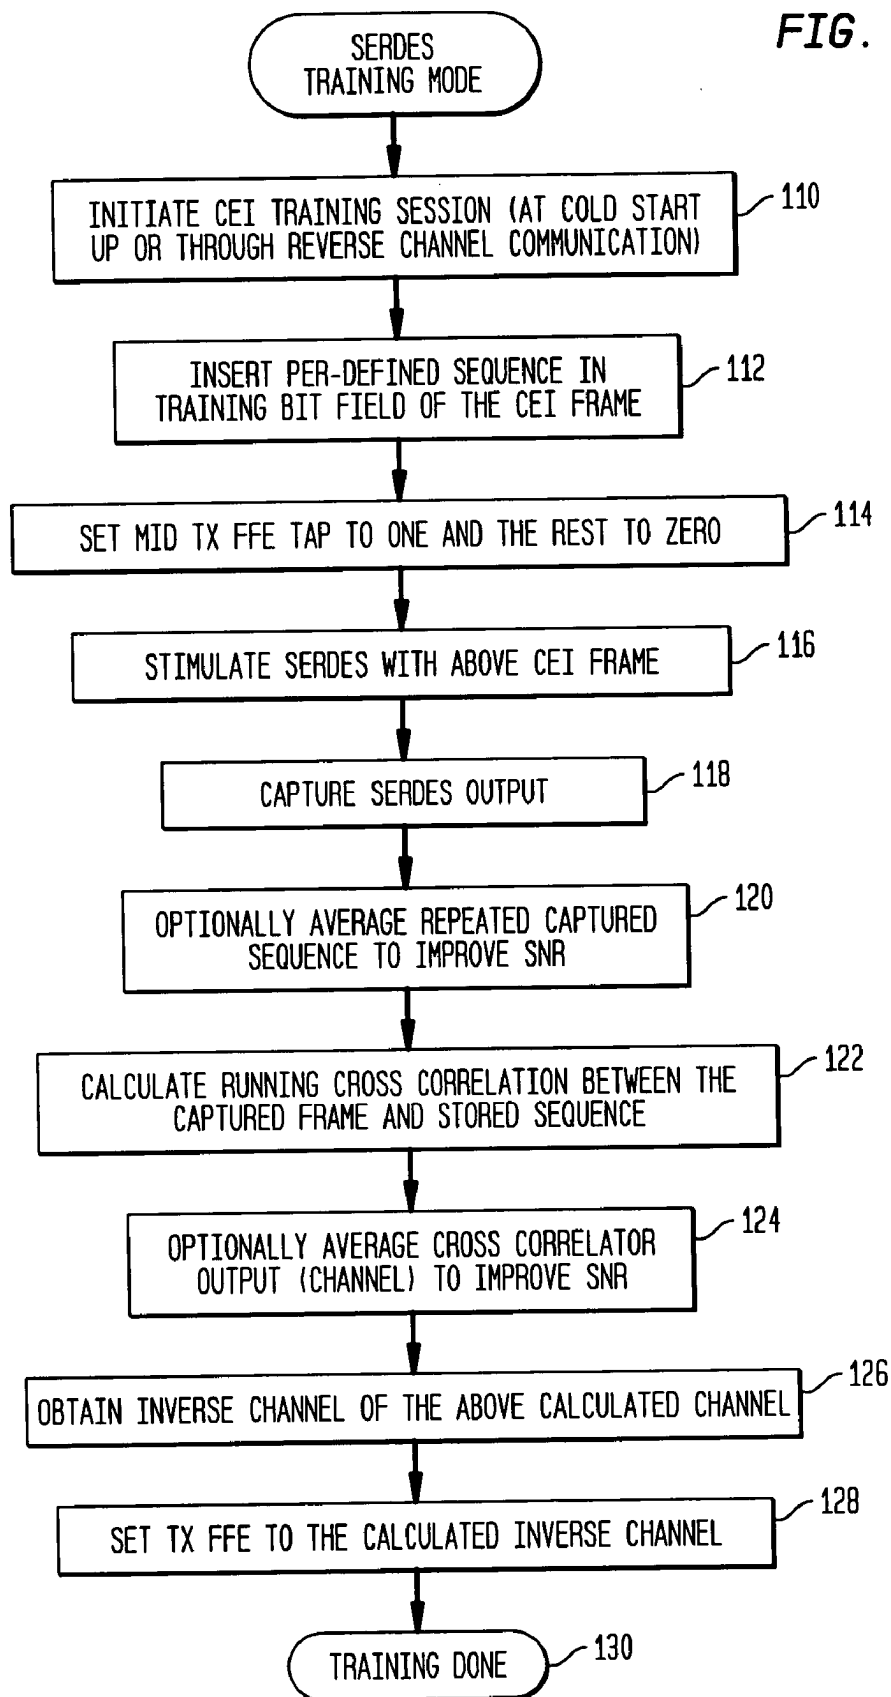 FIG.
SERDES
TRAINING MODE
INITIATE CEI TRAINING SESSION (AT COLD START
UP OR THROUGH REVERSE CHANNEL COMMUNICATION)
110
INSERT PER-DEFINED SEQUENCE IN
TRAINING BIT FIELD OF THE CEI FRAME
112
SET MID TX FFE TAP TO ONE AND THE REST TO ZERO
114
STIMULATE SERDES WITH ABOVE CEI FRAME
116
CAPTURE SERDES OUTPUT
118
OPTIONALLY AVERAGE REPEATED CAPTURED
SEQUENCE TO IMPROVE SNR
120
CALCULATE RUNNING CROSS CORRELATION BETWEEN THE
CAPTURED FRAME AND STORED SEQUENCE
122
OPTIONALLY AVERAGE CROSS CORRELATOR
OUTPUT (CHANNEL) TO IMPROVE SNR
124
OBTAIN INVERSE CHANNEL OF THE ABOVE CALCULATED CHANNEL
126
SET TX FFE TO THE CALCULATED INVERSE CHANNEL
128
TRAINING DONE
130